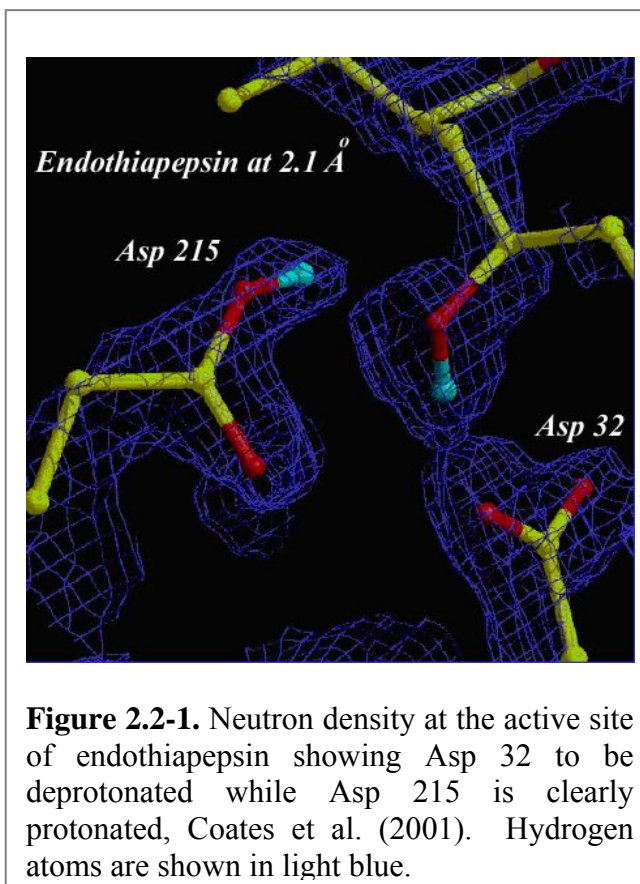 Endothiapepsin at 2.1 Å
Asp 215
Asp 32
Figure 2.2-1. Neutron density at the active site
of endothiapepsin showing Asp 32 to be
deprotonated while Asp 215 is clearly
protonated, Coates et al. (2001). Hydrogen
atoms are shown in light blue.